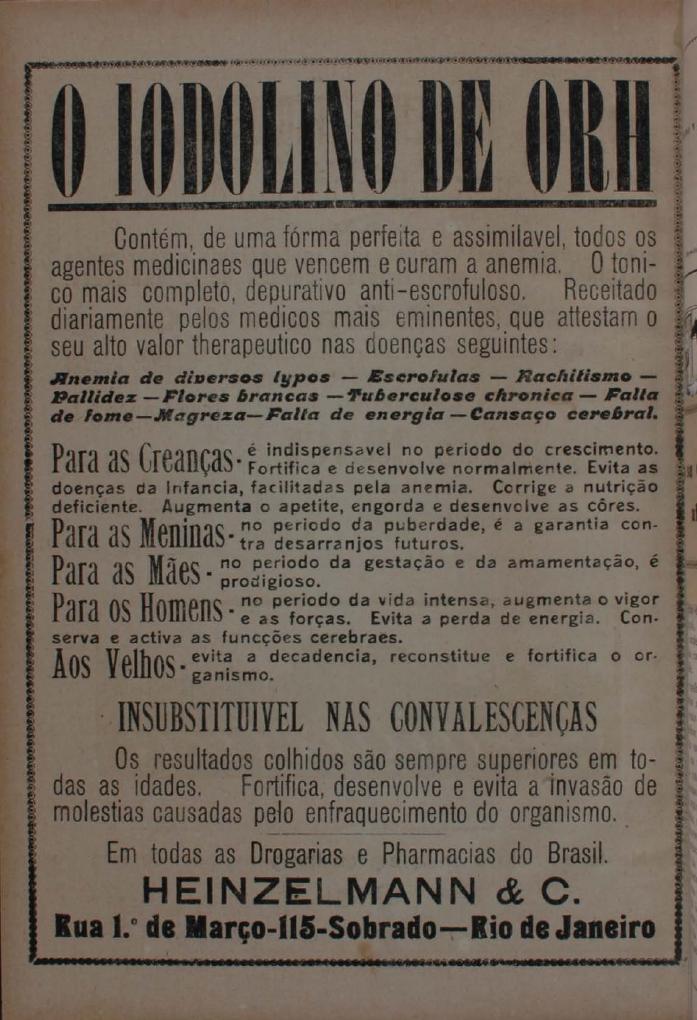 O IODOLINO DE ORH
Contém, de uma fórma perfeita e assimilavel, todos os
agentes medicinaes que vencem e curam a anemia. O toni-
co mais completo, depurativo anti-escrofuloso. Receitado
diariamente pelos medicos mais eminentes, que attestam o
seu alto valor therapeutico nas doenças seguintes:
Anemia de diversos typos — Escrofulas — Rachitismo —
Pallidez — Flores brancas — Tuberculose chronica — Falta
de fome — Magreza — Falta de energia — Cansaço cerebral.
Para as Creanças - é indispensavel no periodo do crescimento.
Fortifica e desenvolve normalmente. Evita as
doenças da Infancia, facilitadas pela anemia. Corrige a nutrição
deficiente. Augmenta o apetite, engorda e desenvolve as côres.
Para as Meninas - no periodo da puberdade, é a garantia con-
tra desarranjos futuros.
Para as Mães - no periodo da gestação e da amamentação, é
prodigioso.
Para os Homens - no periodo da vida intensa, augmenta o vigor
e as forças. Evita a perda de energia. Con-
serva e activa as funcções cerebraes.
Aos Velhos - evita a decadencia, reconstitue e fortifica o or-
ganismo.
INSUBSTITUIVEL NAS CONVALESCENÇAS
Os resultados colhidos são sempre superiores em to-
das as idades. Fortifica, desenvolve e evita a invasão de
molestias causadas pelo enfraquecimento do organismo.
Em todas as Drogarias e Pharmacias do Brasil.
HEINZELMANN & C.
Rua 1.º de Março-115-Sobrado—Rio de Janeiro